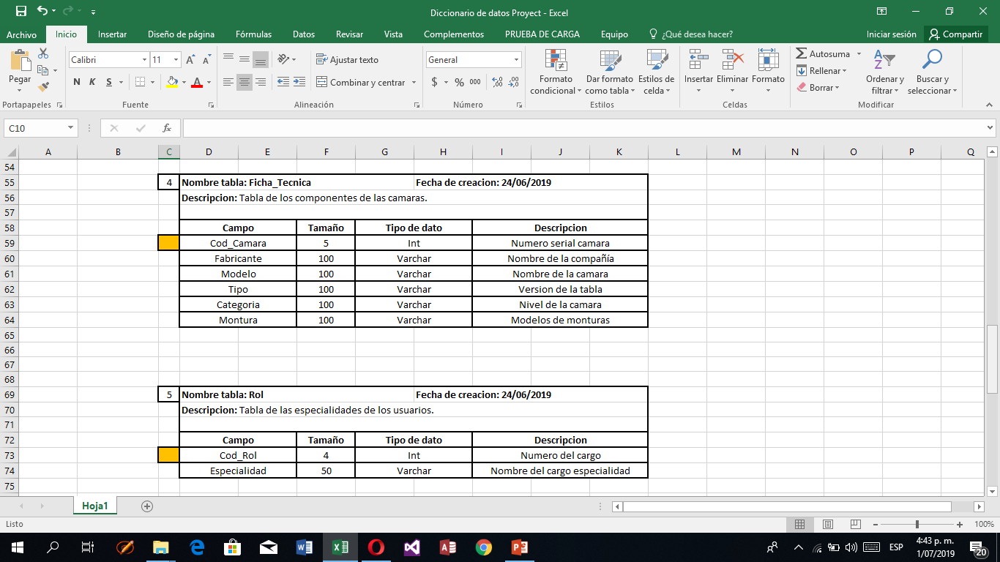 Diccionario de datos Proyect - Excel
Archivo Inicio Insertar Diseño de página Fórmulas Datos Revisar Vista Complementos PRUEBA DE CARGA Equipo ¿Qué desea hacer? Iniciar sesión Compartir
Pegar
Calibri 11
N K S
Ajustar texto
Combinar y centrar
General
$ % 000
Formato condicional
Dar formato como tabla
Estilos de celda
Insertar Eliminar Formato
Autosuma
Rellenar
Borrar
Ordenar y filtrar
Buscar y seleccionar
Portapapeles Fuente Alineación Número Estilos Celdas Modificar
C10 fx
A B C D E F G H I J K L M N O P Q
54
55 4 Nombre tabla: Ficha_Tecnica Fecha de creacion: 24/06/2019
56 Descripcion: Tabla de los componentes de las camaras.
57
58 Campo Tamaño Tipo de dato Descripcion
59 Cod_Camara 5 Int Numero serial camara
60 Fabricante 100 Varchar Nombre de la compañía
61 Modelo 100 Varchar Nombre de la camara
62 Tipo 100 Varchar Version de la tabla
63 Categoria 100 Varchar Nivel de la camara
64 Montura 100 Varchar Modelos de monturas
65
66
67
68
69 5 Nombre tabla: Rol Fecha de creacion: 24/06/2019
70 Descripcion: Tabla de las especialidades de los usuarios.
71
72 Campo Tamaño Tipo de dato Descripcion
73 Cod_Rol 4 Int Numero del cargo
74 Especialidad 50 Varchar Nombre del cargo especialidad
75
Hoja1
Listo 100%
ESP 4:43 p. m.
1/07/2019 20